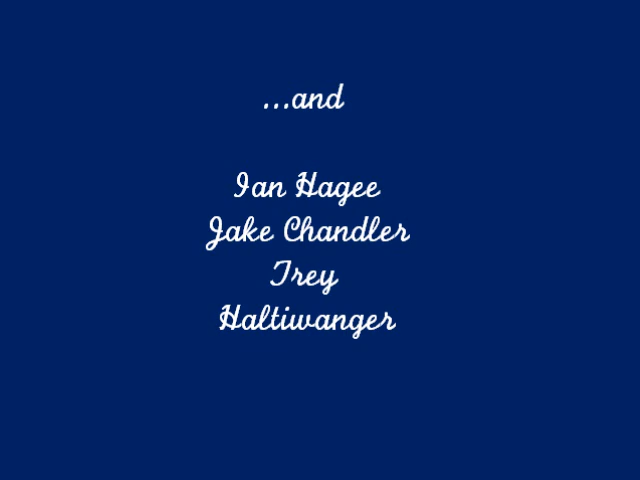 ...and
Ian Hagee
Jake Chandler
Trey
Haltiwanger